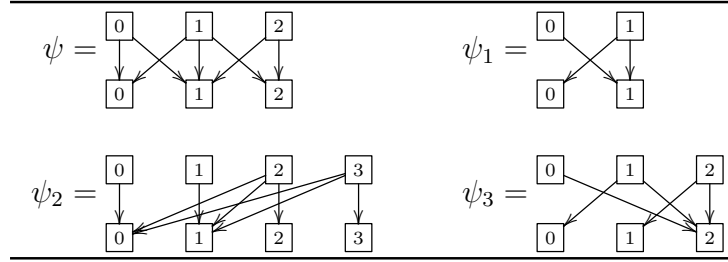 ψ = 0 1 2
0 1 2
ψ₁ = 0 1
0 1
ψ₂ = 0 1 2 3
0 1 2 3
ψ₃ = 0 1 2
0 1 2